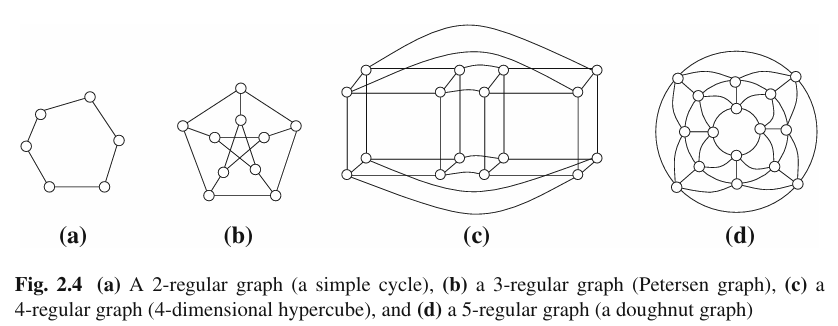 (a) (b) (c) (d)
Fig. 2.4 (a) A 2-regular graph (a simple cycle), (b) a 3-regular graph (Petersen graph), (c) a
4-regular graph (4-dimensional hypercube), and (d) a 5-regular graph (a doughnut graph)